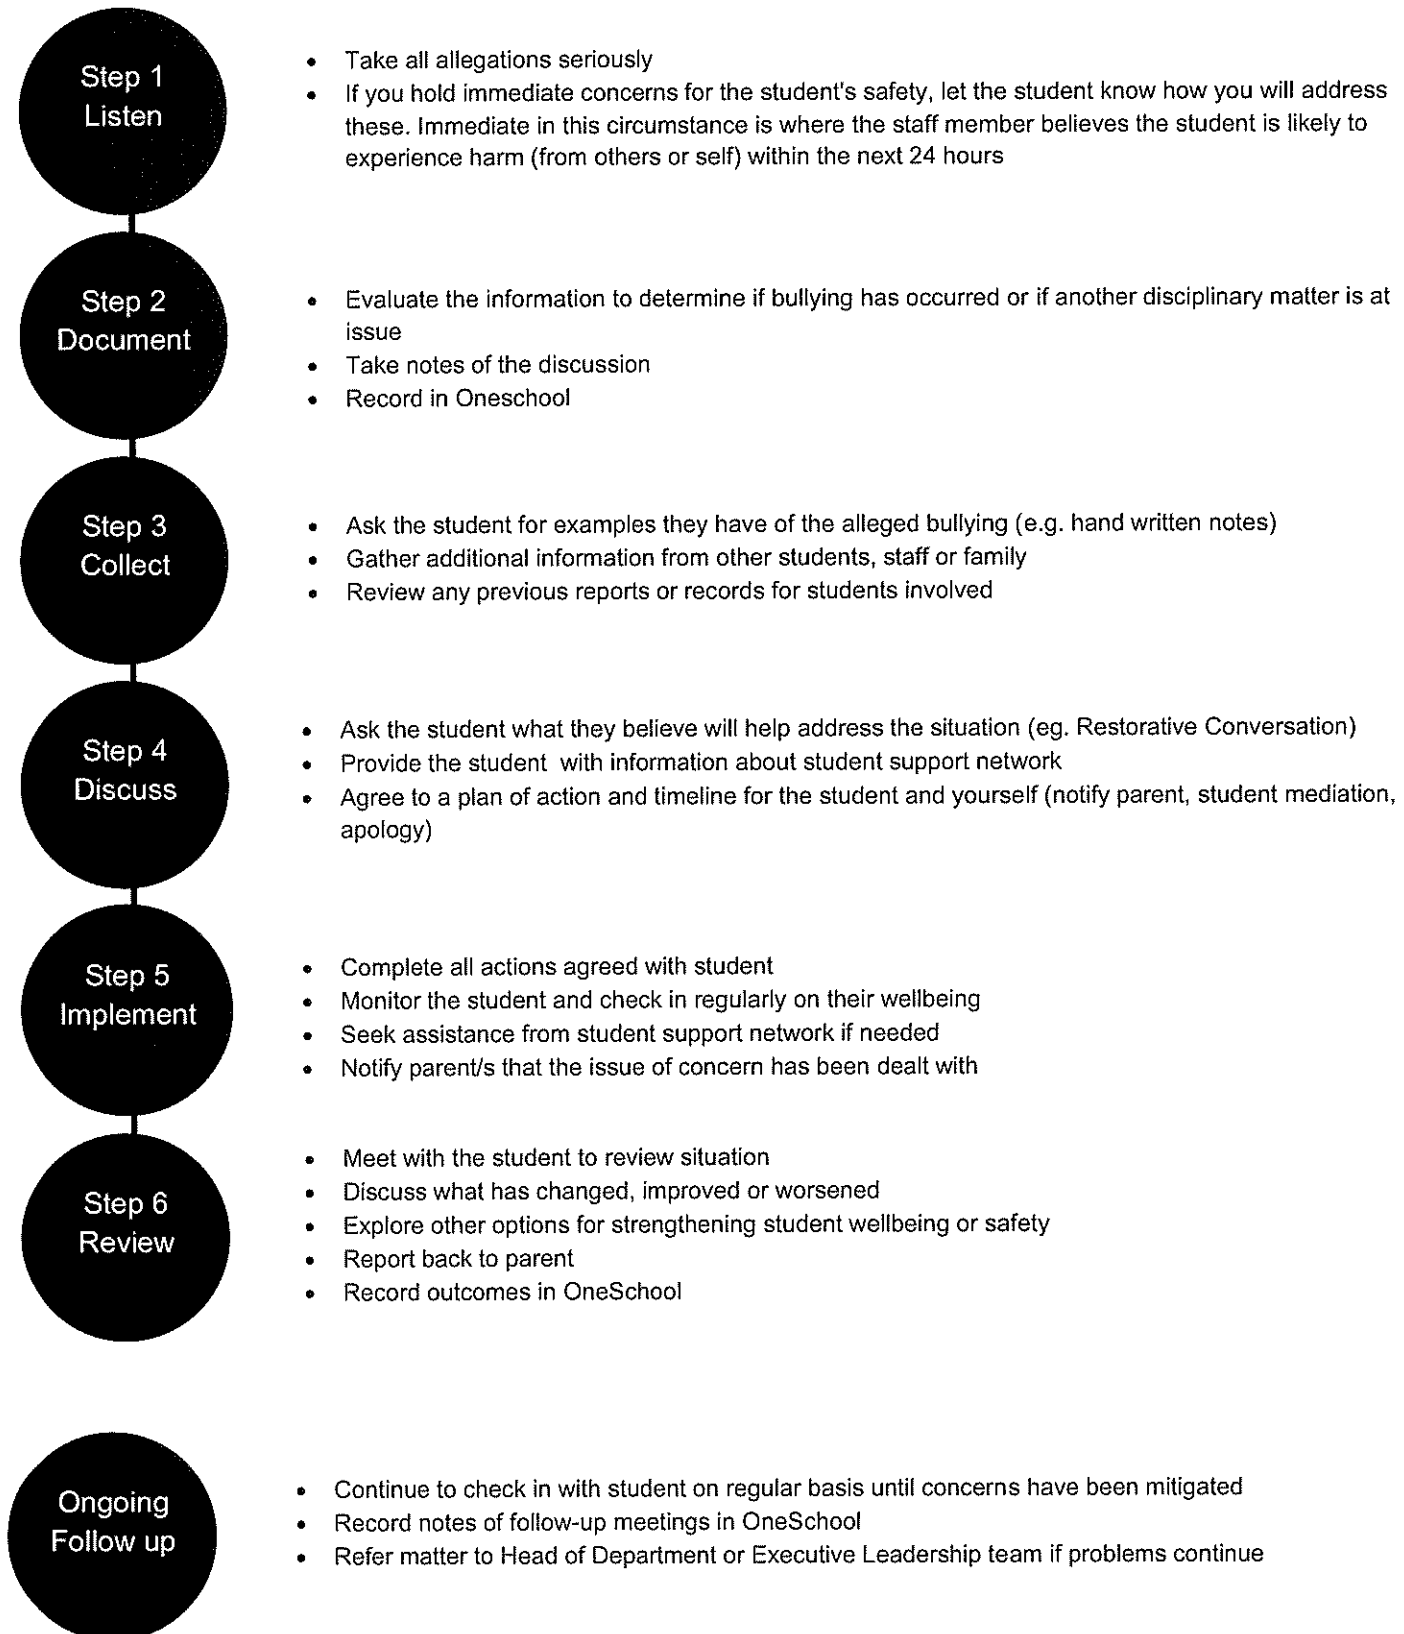 Step 1
Listen
• Take all allegations seriously
• If you hold immediate concerns for the student's safety, let the student know how you will address
these. Immediate in this circumstance is where the staff member believes the student is likely to
experience harm (from others or self) within the next 24 hours
Step 2
Document
• Evaluate the information to determine if bullying has occurred or if another disciplinary matter is at
issue
• Take notes of the discussion
• Record in Oneschool
Step 3
Collect
• Ask the student for examples they have of the alleged bullying (e.g. hand written notes)
• Gather additional information from other students, staff or family
• Review any previous reports or records for students involved
Step 4
Discuss
• Ask the student what they believe will help address the situation (eg. Restorative Conversation)
• Provide the student with information about student support network
• Agree to a plan of action and timeline for the student and yourself (notify parent, student mediation,
apology)
Step 5
Implement
• Complete all actions agreed with student
• Monitor the student and check in regularly on their wellbeing
• Seek assistance from student support network if needed
• Notify parent/s that the issue of concern has been dealt with
Step 6
Review
• Meet with the student to review situation
• Discuss what has changed, improved or worsened
• Explore other options for strengthening student wellbeing or safety
• Report back to parent
• Record outcomes in OneSchool
Ongoing
Follow up
• Continue to check in with student on regular basis until concerns have been mitigated
• Record notes of follow-up meetings in OneSchool
• Refer matter to Head of Department or Executive Leadership team if problems continue